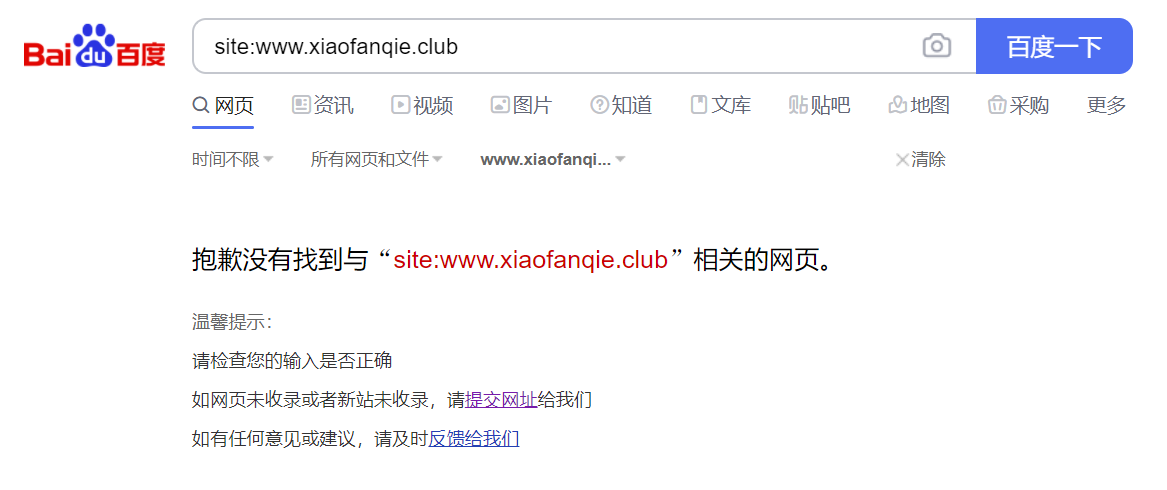 Bai du 百度 site:www.xiaofanqie.club 百度一下
网页 资讯 视频 图片 知道 文库 贴吧 地图 采购 更多
时间不限 所有网页和文件 www.xiaofanqi... 清除
抱歉没有找到与“site:www.xiaofanqie.club”相关的网页。
温馨提示：
请检查您的输入是否正确
如网页未收录或者新站未收录，请提交网址给我们
如有任何意见或建议，请及时反馈给我们